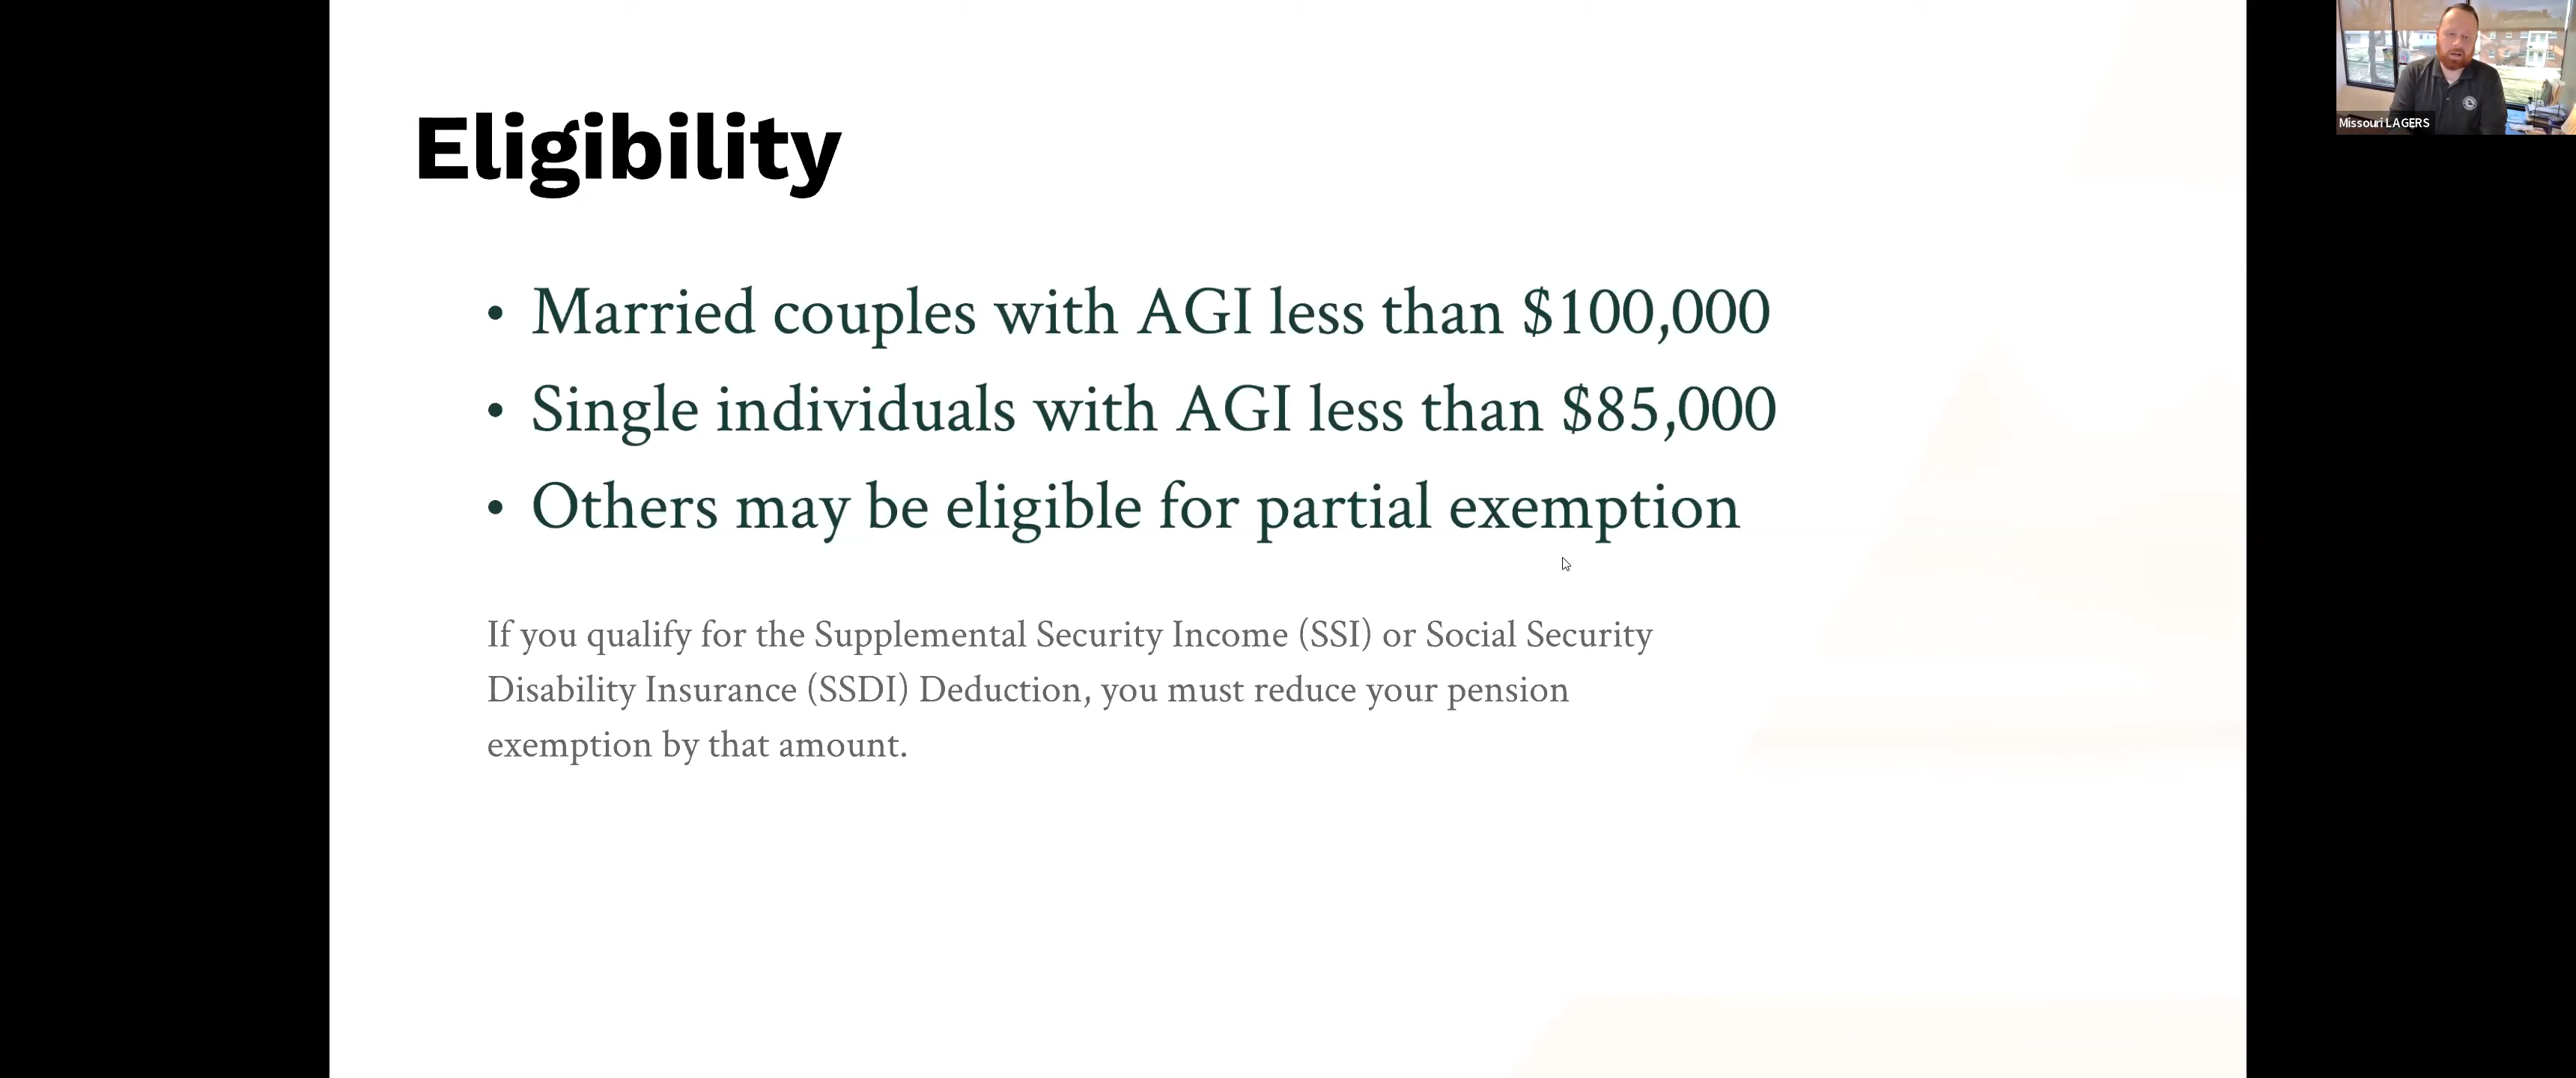 Eligibility
• Married couples with AGI less than $100,000
• Single individuals with AGI less than $85,000
• Others may be eligible for partial exemption
If you qualify for the Supplemental Security Income (SSI) or Social Security
Disability Insurance (SSDI) Deduction, you must reduce your pension
exemption by that amount.
Missouri LAGERS